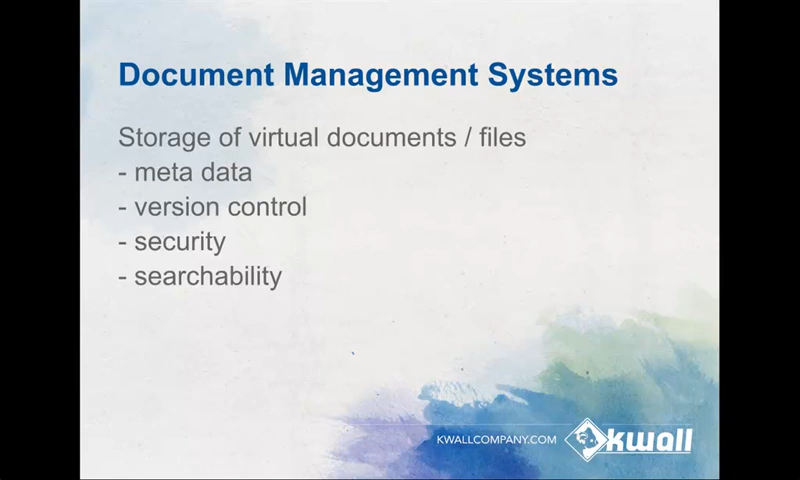 Document Management Systems
Storage of virtual documents / files
- meta data
- version control
- security
- searchability
KWALLCOMPANY.COM
kwall